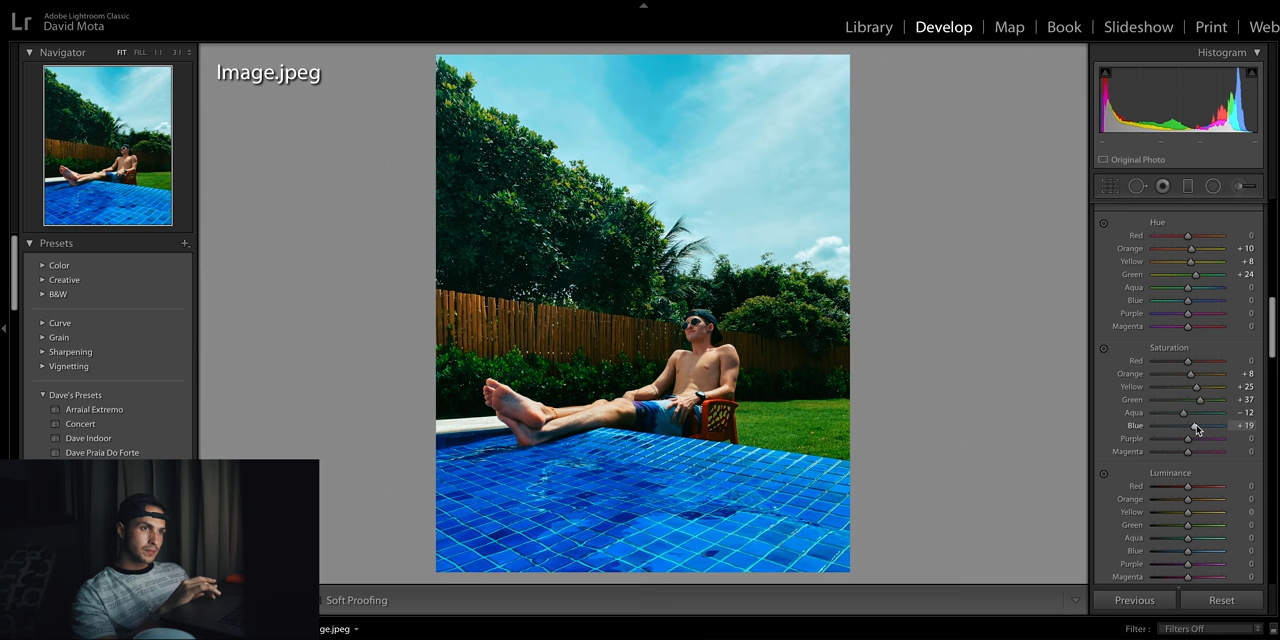 Lr
Adobe Lightroom Classic
David Mota
Library | Develop | Map | Book | Slideshow | Print | Web
Navigator FIT FILL 1:1 3:1
Histogram
Image.jpeg
Original Photo
Presets +
Color
Creative
B&W
Curve
Grain
Sharpening
Vignetting
Dave's Presets
Arraial Extremo
Concert
Dave Indoor
Dave Praia Do Forte
Hue
Red 0
Orange + 10
Yellow + 8
Green + 24
Aqua 0
Blue 0
Purple 0
Magenta 0
Saturation
Red 0
Orange + 8
Yellow + 25
Green + 37
Aqua – 12
Blue + 19
Purple 0
Magenta 0
Luminance
Red 0
Orange 0
Yellow 0
Green 0
Aqua 0
Blue 0
Purple 0
Magenta 0
Soft Proofing
Previous Reset
ge.jpeg
Filter : Filters Off